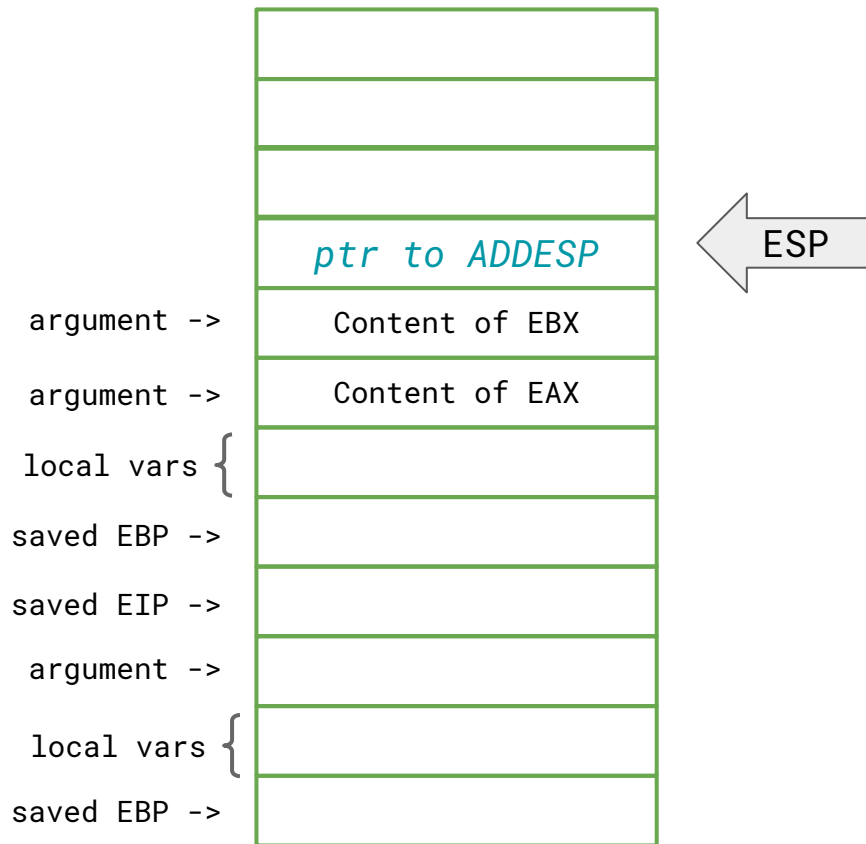 ptr to ADDESP
ESP
argument -> Content of EBX
argument -> Content of EAX
local vars {
saved EBP ->
saved EIP ->
argument ->
local vars {
saved EBP ->